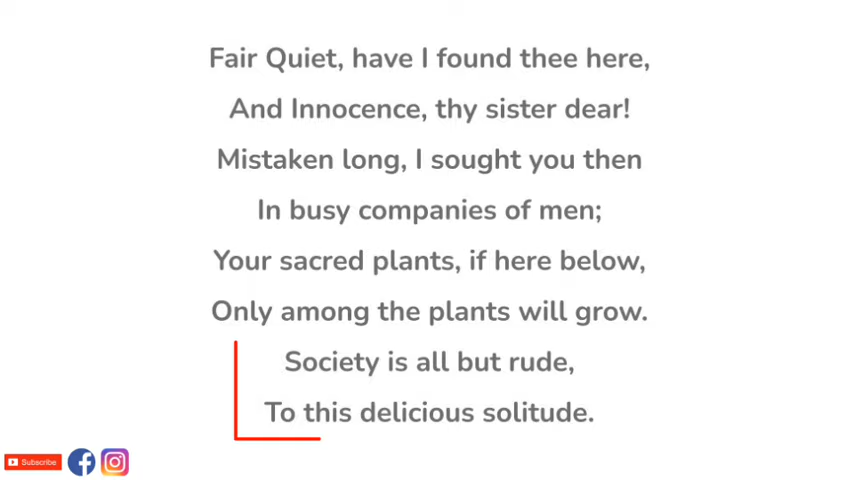 Fair Quiet, have I found thee here,
And Innocence, thy sister dear!
Mistaken long, I sought you then
In busy companies of men;
Your sacred plants, if here below,
Only among the plants will grow.
Society is all but rude,
To this delicious solitude.
Subscribe